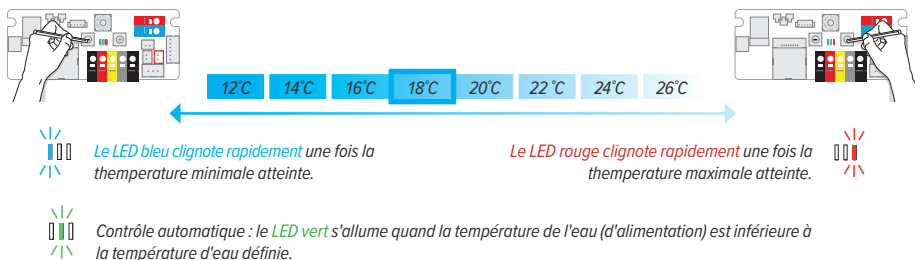 12°C 14°C 16°C 18°C 20°C 22 °C 24°C 26°C
Le LED bleu clignote rapidement une fois la
themperature minimale atteinte.
Le LED rouge clignote rapidement une fois la
themperature maximale atteinte.
Contrôle automatique : le LED vert s'allume quand la température de l'eau (d'alimentation) est inférieure à
la température d'eau définie.